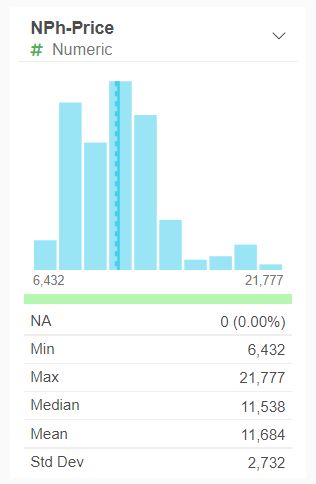 NPh-Price
# Numeric
6,432 21,777
NA 0 (0.00%)
Min 6,432
Max 21,777
Median 11,538
Mean 11,684
Std Dev 2,732